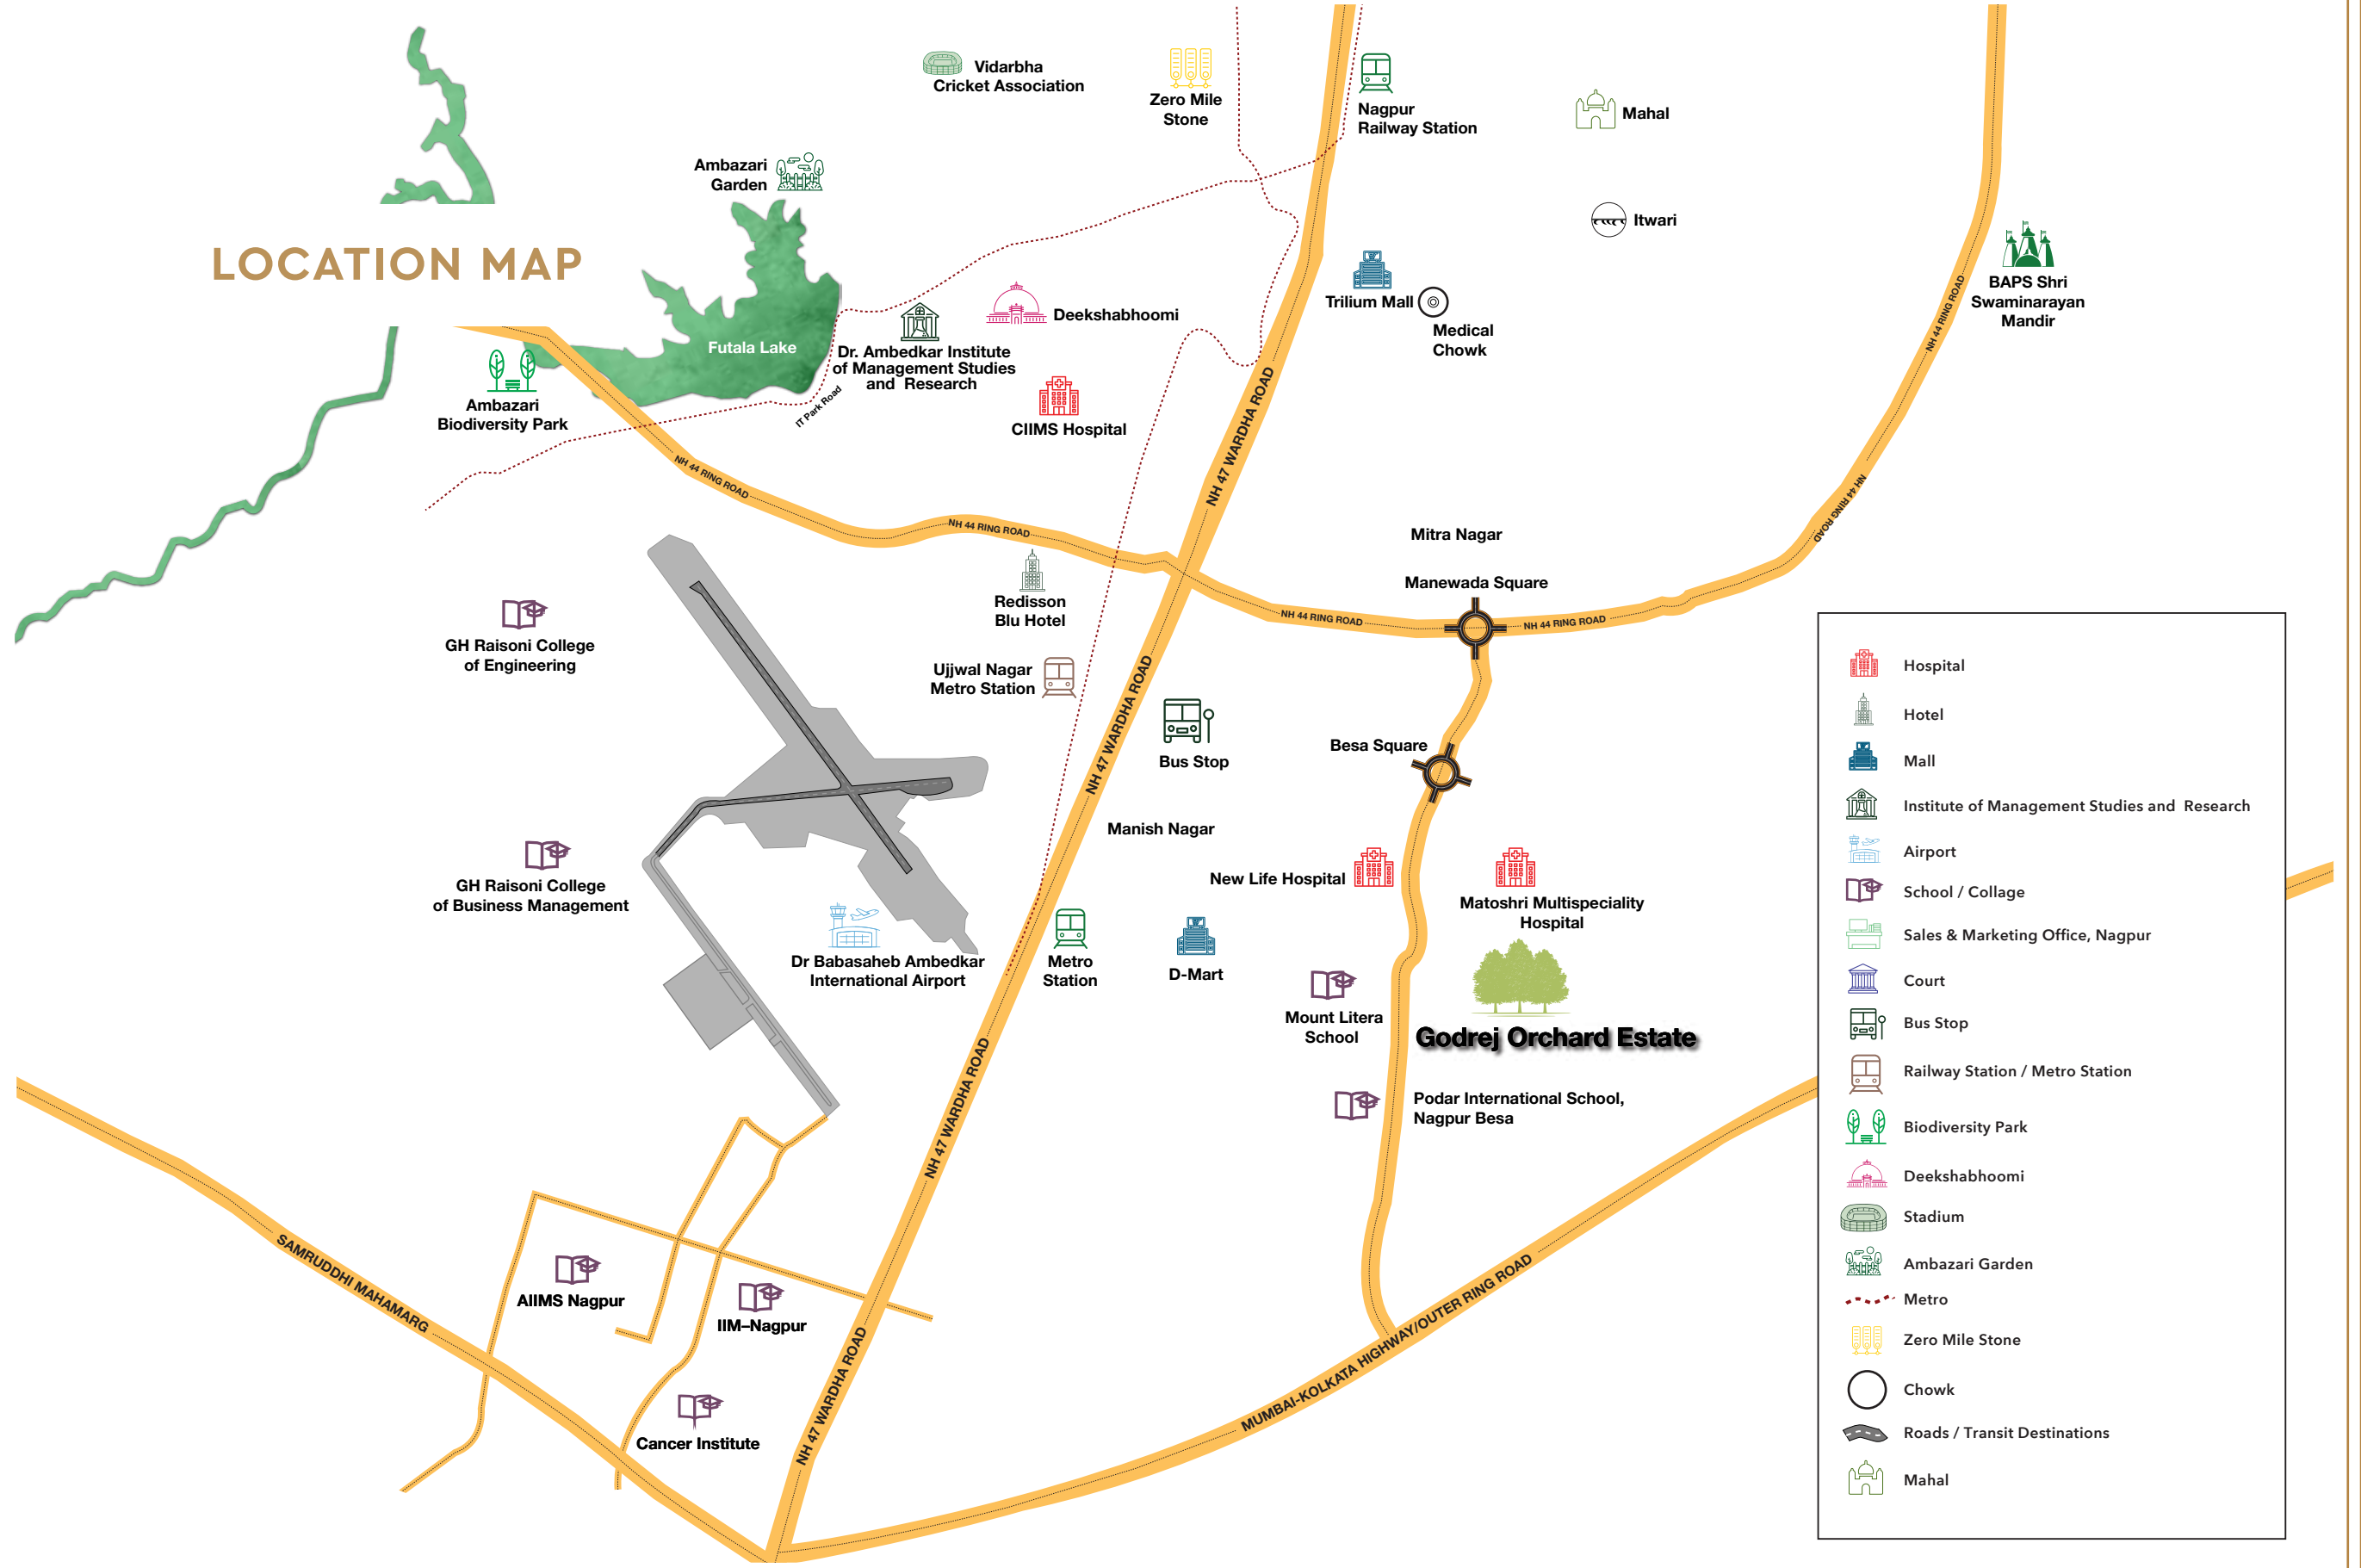 LOCATION MAP
Vidarbha
Cricket Association
Zero Mile
Stone
Nagpur
Railway Station
Mahal
Ambazari
Garden
Itwari
BAPS Shri
Swaminarayan
Mandir
Trilium Mall
Medical
Chowk
Deekshabhoomi
Futala Lake
Dr. Ambedkar Institute
of Management Studies
and Research
IT Park Road
Ambazari
Biodiversity Park
CIIMS Hospital
NH 44 RING ROAD
NH 44 RING ROAD
NH 47 WARDHA ROAD
NH 44 RING ROAD
NH 44 RING ROAD
Mitra Nagar
Manewada Square
NH 44 RING ROAD
NH 44 RING ROAD
Redisson
Blu Hotel
GH Raisoni College
of Engineering
Ujjwal Nagar
Metro Station
NH 47 WARDHA ROAD
Bus Stop
Besa Square
Manish Nagar
GH Raisoni College
of Business Management
New Life Hospital
Matoshri Multispeciality
Hospital
Dr Babasaheb Ambedkar
International Airport
Metro
Station
D-Mart
Mount Litera
School
Godrej Orchard Estate
NH 47 WARDHA ROAD
Podar International School,
Nagpur Besa
SAMRUDDHI MAHAMARG
AIIMS Nagpur
IIM–Nagpur
Cancer Institute
NH 47 WARDHA ROAD
MUMBAI-KOLKATA HIGHWAY/OUTER RING ROAD
Hospital
Hotel
Mall
Institute of Management Studies and Research
Airport
School / Collage
Sales & Marketing Office, Nagpur
Court
Bus Stop
Railway Station / Metro Station
Biodiversity Park
Deekshabhoomi
Stadium
Ambazari Garden
Metro
Zero Mile Stone
Chowk
Roads / Transit Destinations
Mahal